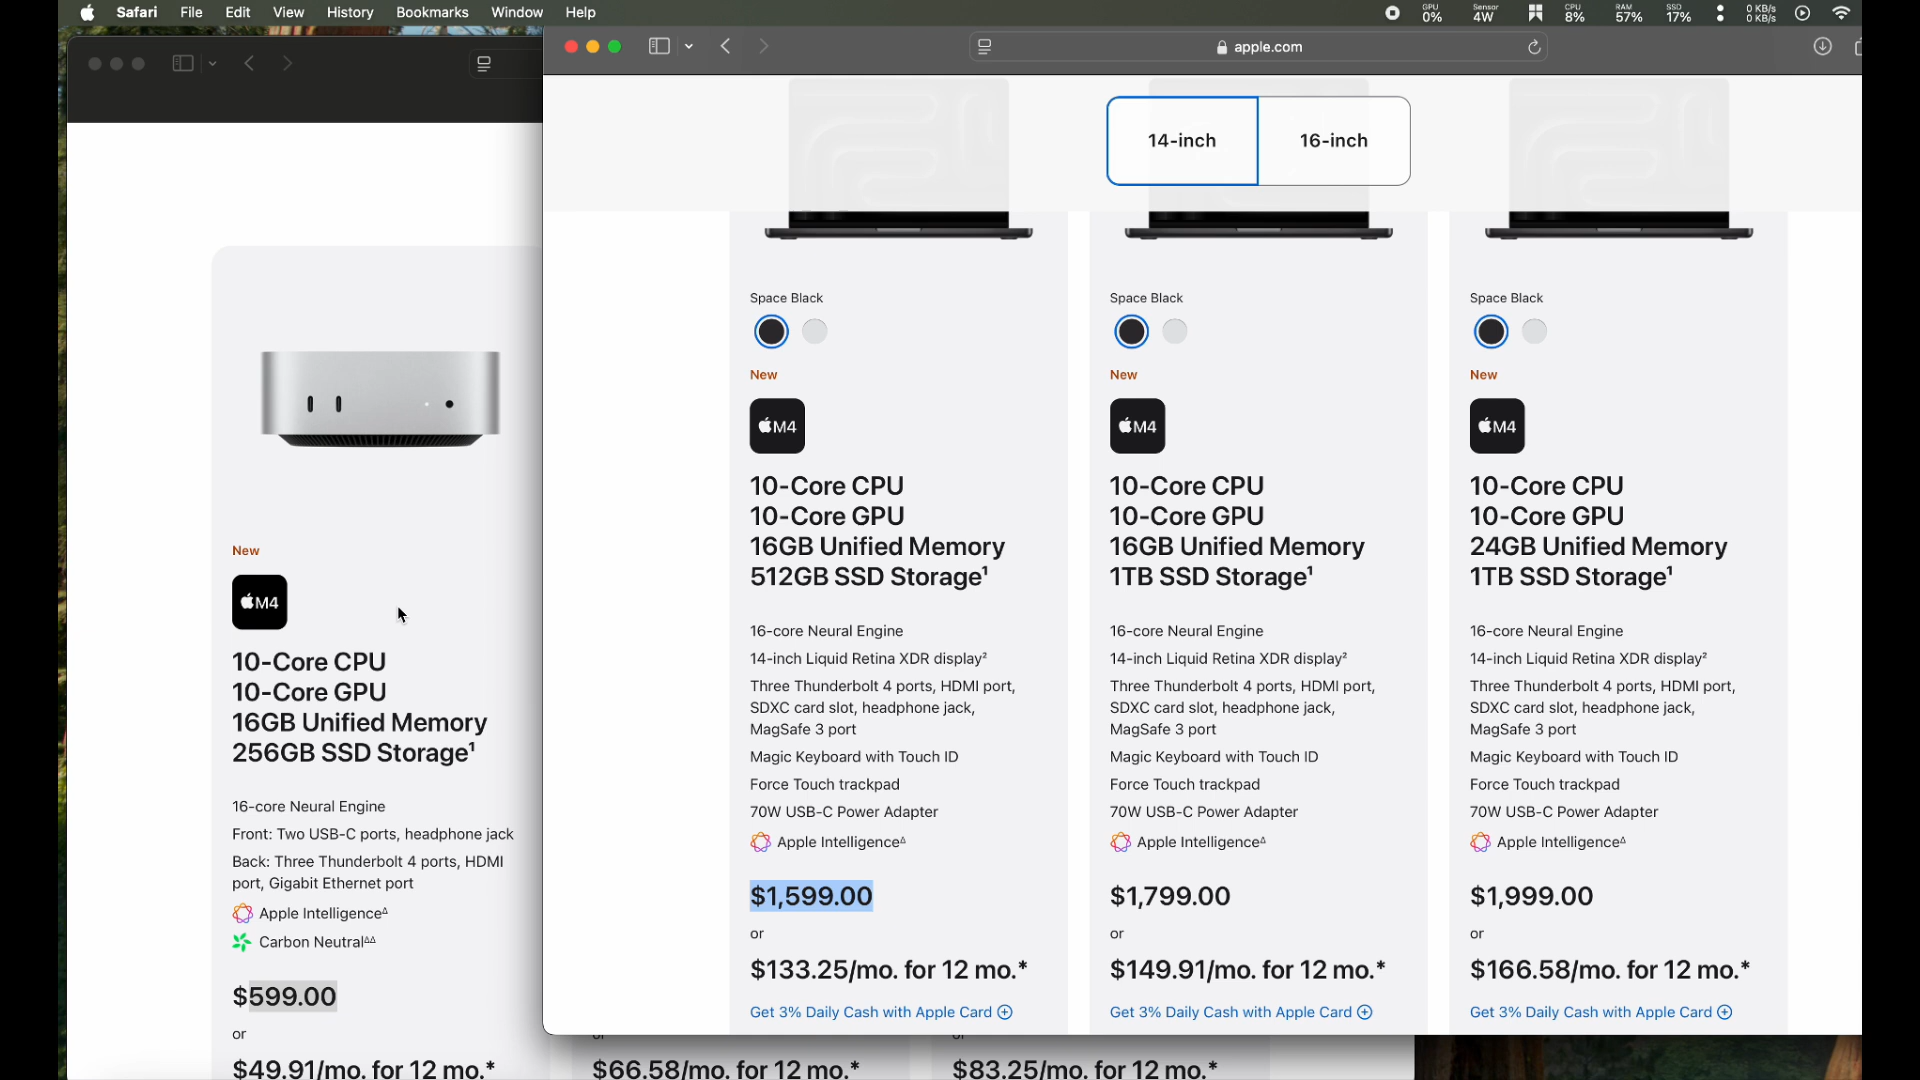 Safari File Edit View History Bookmarks Window Help
GPU 0% Sensor 4W CPU 8% RAM 57% SSD 17% 0 KB/s 0 KB/s
apple.com
14-inch 16-inch
New
M4
10-Core CPU
10-Core GPU
16GB Unified Memory
256GB SSD Storage¹
16-core Neural Engine
Front: Two USB-C ports, headphone jack
Back: Three Thunderbolt 4 ports, HDMI
port, Gigabit Ethernet port
Apple Intelligence^Δ
Carbon Neutral^ΔΔ
$599.00
or
$49.91/mo. for 12 mo.*
Space Black
New
M4
10-Core CPU
10-Core GPU
16GB Unified Memory
512GB SSD Storage¹
16-core Neural Engine
14-inch Liquid Retina XDR display²
Three Thunderbolt 4 ports, HDMI port,
SDXC card slot, headphone jack,
MagSafe 3 port
Magic Keyboard with Touch ID
Force Touch trackpad
70W USB-C Power Adapter
Apple Intelligence^Δ
$1,599.00
or
$133.25/mo. for 12 mo.*
Get 3% Daily Cash with Apple Card
Space Black
New
M4
10-Core CPU
10-Core GPU
16GB Unified Memory
1TB SSD Storage¹
16-core Neural Engine
14-inch Liquid Retina XDR display²
Three Thunderbolt 4 ports, HDMI port,
SDXC card slot, headphone jack,
MagSafe 3 port
Magic Keyboard with Touch ID
Force Touch trackpad
70W USB-C Power Adapter
Apple Intelligence^Δ
$1,799.00
or
$149.91/mo. for 12 mo.*
Get 3% Daily Cash with Apple Card
Space Black
New
M4
10-Core CPU
10-Core GPU
24GB Unified Memory
1TB SSD Storage¹
16-core Neural Engine
14-inch Liquid Retina XDR display²
Three Thunderbolt 4 ports, HDMI port,
SDXC card slot, headphone jack,
MagSafe 3 port
Magic Keyboard with Touch ID
Force Touch trackpad
70W USB-C Power Adapter
Apple Intelligence^Δ
$1,999.00
or
$166.58/mo. for 12 mo.*
Get 3% Daily Cash with Apple Card
$66.58/mo. for 12 mo.*
$83.25/mo. for 12 mo.*